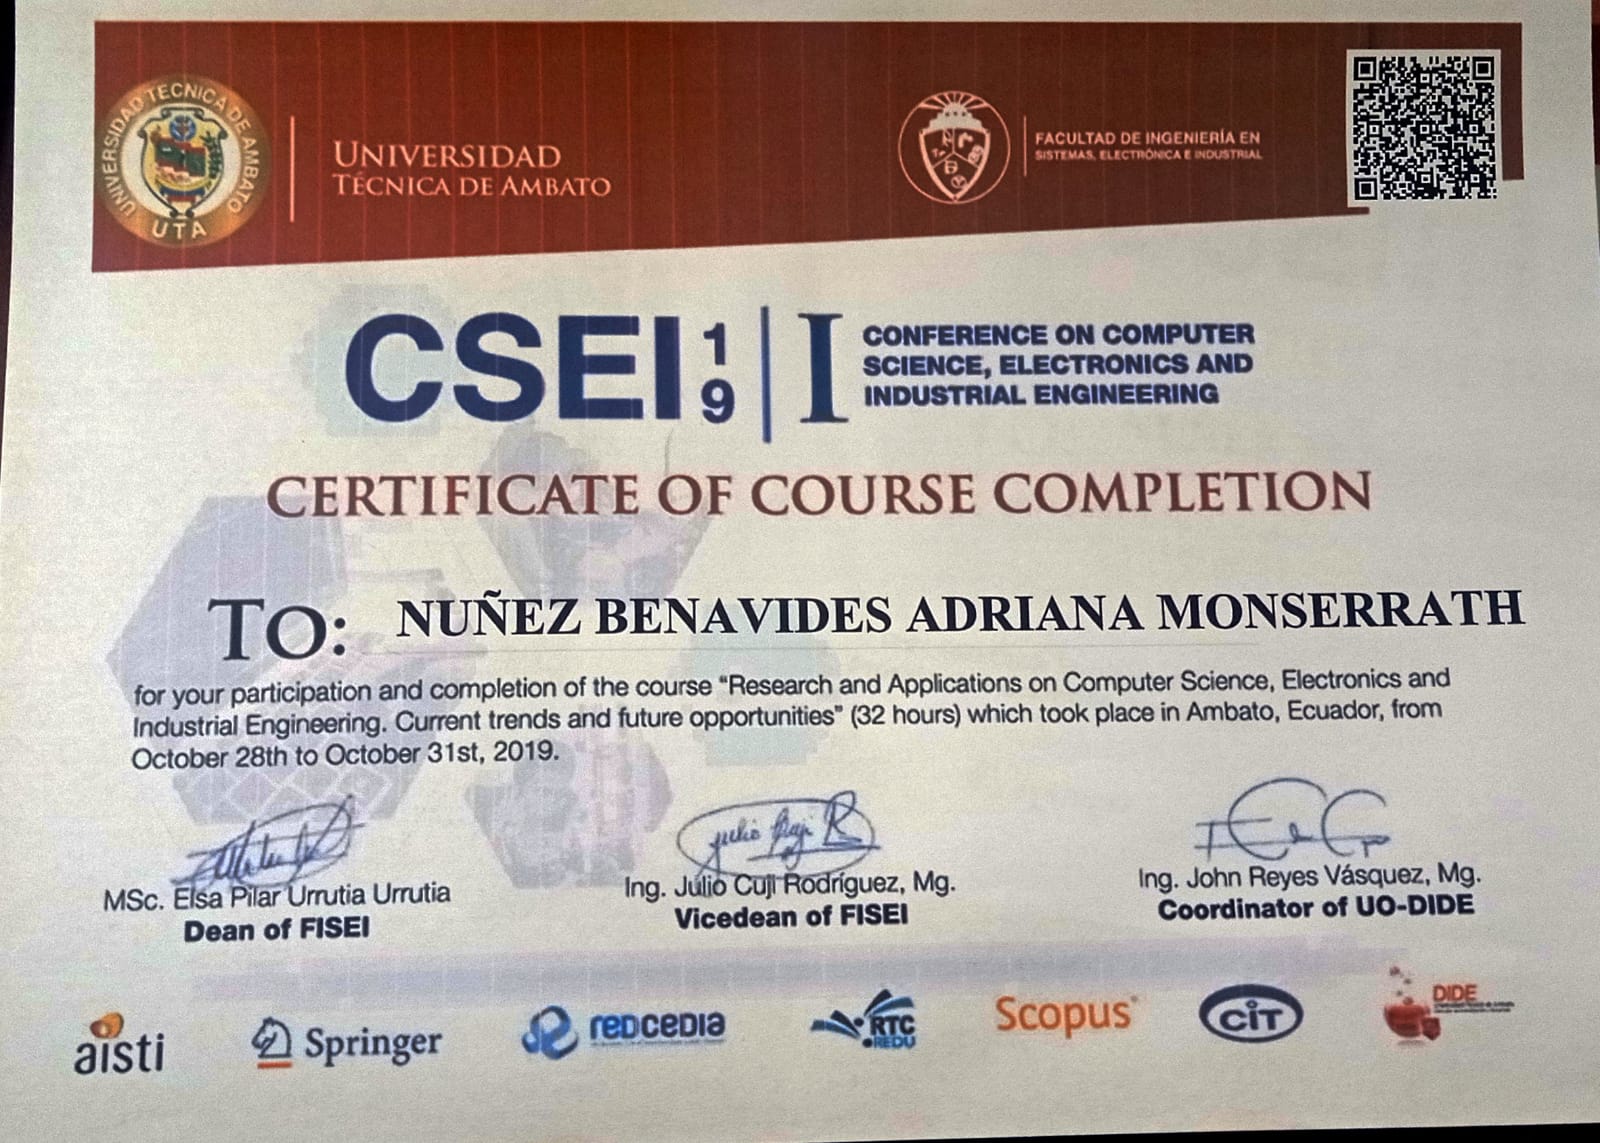 UNIVERSIDAD TECNICA DE AMBATO
UTA
UNIVERSIDAD
TÉCNICA DE AMBATO
FACULTAD DE INGENIERÍA EN
SISTEMAS, ELECTRÓNICA E INDUSTRIAL
CSEI 19 | I
CONFERENCE ON COMPUTER
SCIENCE, ELECTRONICS AND
INDUSTRIAL ENGINEERING
CERTIFICATE OF COURSE COMPLETION
TO: NUÑEZ BENAVIDES ADRIANA MONSERRATH
for your participation and completion of the course “Research and Applications on Computer Science, Electronics and
Industrial Engineering. Current trends and future opportunities” (32 hours) which took place in Ambato, Ecuador, from
October 28th to October 31st, 2019.
MSc. Elsa Pilar Urrutia Urrutia
Dean of FISEI
Ing. Julio Cuji Rodríguez, Mg.
Vicedean of FISEI
Ing. John Reyes Vásquez, Mg.
Coordinator of UO-DIDE
aisti
Springer
redcedia
RTC
.REDU
Scopus
CIT
DIDE